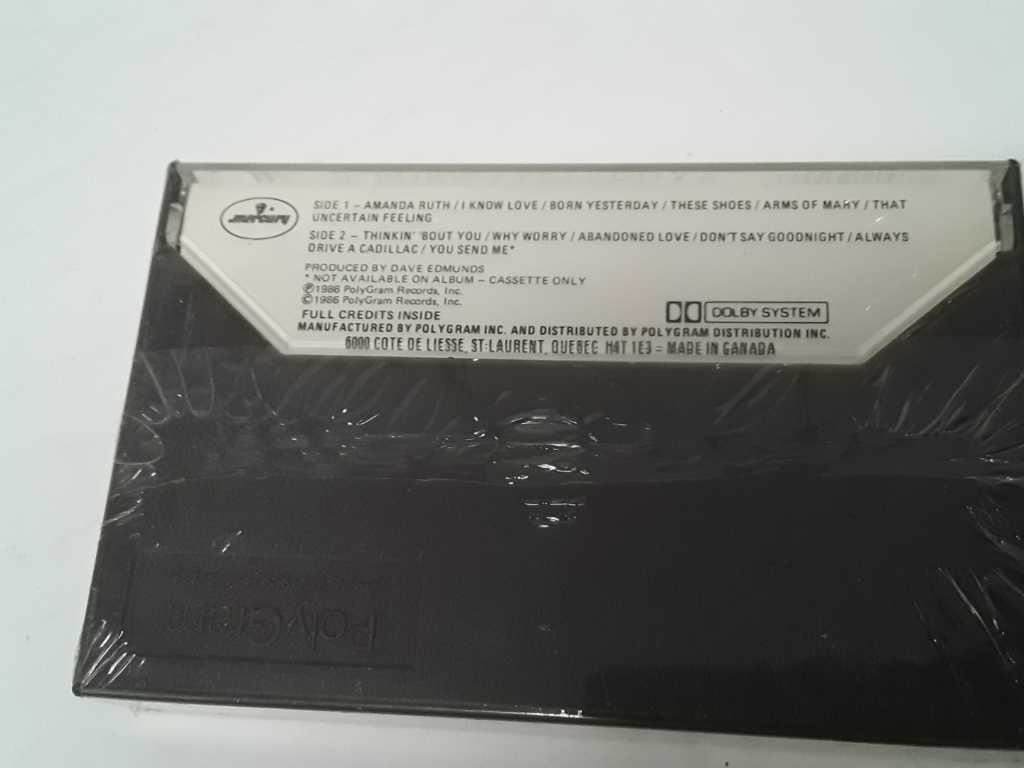 mercury
SIDE 1 – AMANDA RUTH / I KNOW LOVE / BORN YESTERDAY / THESE SHOES / ARMS OF MARY / THAT
UNCERTAIN FEELING
SIDE 2 – THINKIN' 'BOUT YOU / WHY WORRY / ABANDONED LOVE / DON'T SAY GOODNIGHT / ALWAYS
DRIVE A CADILLAC / YOU SEND ME*
PRODUCED BY DAVE EDMUNDS
* NOT AVAILABLE ON ALBUM – CASSETTE ONLY
℗1986 PolyGram Records, Inc.
©1986 PolyGram Records, Inc.
FULL CREDITS INSIDE
DOLBY SYSTEM
MANUFACTURED BY POLYGRAM INC. AND DISTRIBUTED BY POLYGRAM DISTRIBUTION INC.
6000 COTE DE LIESSE, ST-LAURENT, QUEBEC H4T 1E3 – MADE IN CANADA
PolyGram